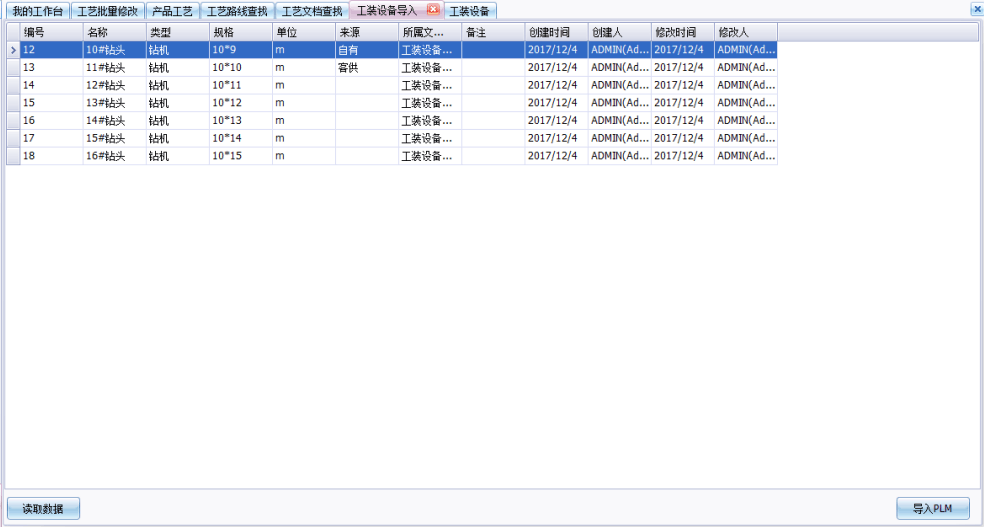 我的工作台 工艺批量修改 产品工艺 工艺路线查找 工艺文档查找 工装设备导入 工装设备
编号 名称 类型 规格 单位 来源 所属文... 备注 创建时间 创建人 修改时间 修改人
12 10#钻头 钻机 10*9 m 自有 工装设备... 2017/12/4 ADMIN(Ad... 2017/12/4 ADMIN(Ad...
13 11#钻头 钻机 10*10 m 客供 工装设备... 2017/12/4 ADMIN(Ad... 2017/12/4 ADMIN(Ad...
14 12#钻头 钻机 10*11 m 工装设备... 2017/12/4 ADMIN(Ad... 2017/12/4 ADMIN(Ad...
15 13#钻头 钻机 10*12 m 工装设备... 2017/12/4 ADMIN(Ad... 2017/12/4 ADMIN(Ad...
16 14#钻头 钻机 10*13 m 工装设备... 2017/12/4 ADMIN(Ad... 2017/12/4 ADMIN(Ad...
17 15#钻头 钻机 10*14 m 工装设备... 2017/12/4 ADMIN(Ad... 2017/12/4 ADMIN(Ad...
18 16#钻头 钻机 10*15 m 工装设备... 2017/12/4 ADMIN(Ad... 2017/12/4 ADMIN(Ad...
读取数据 导入PLM